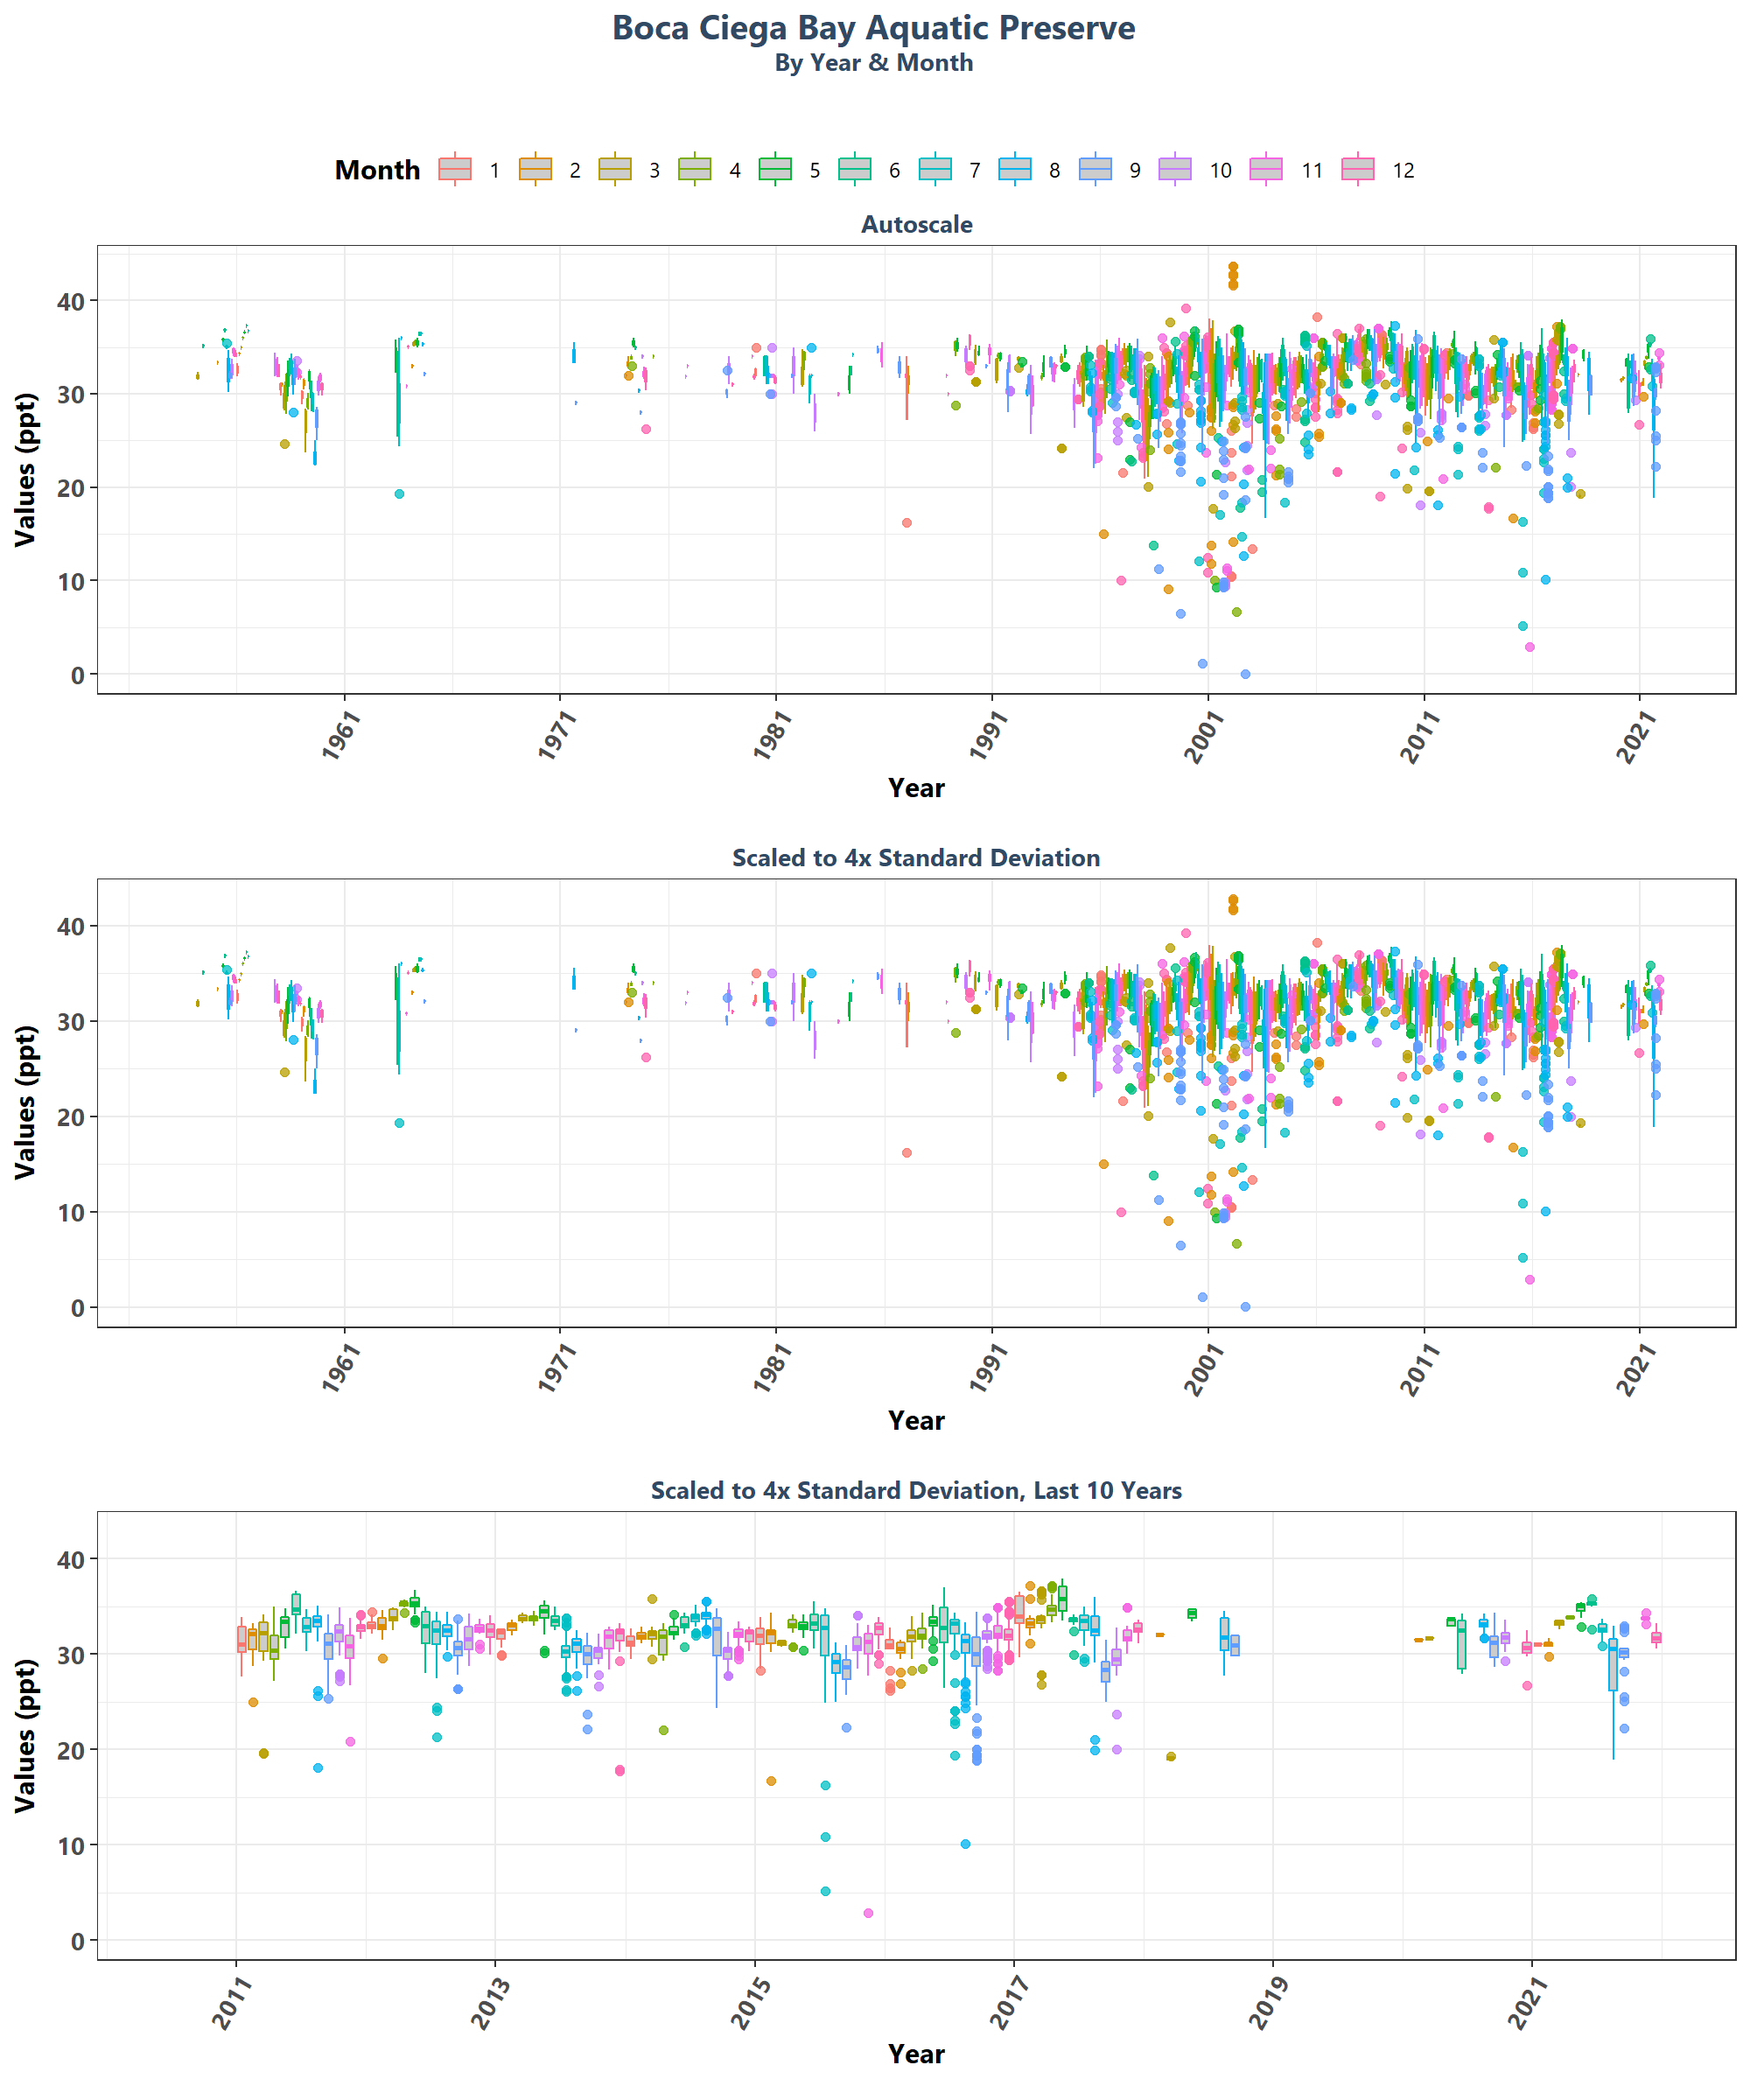 Boca Ciega Bay Aquatic Preserve
By Year & Month
Month 1 2 3 4 5 6 7 8 9 10 11 12
Autoscale
Values (ppt)
40
30
20
10
0
1961 1971 1981 1991 2001 2011 2021
Year
Scaled to 4x Standard Deviation
Values (ppt)
40
30
20
10
0
1961 1971 1981 1991 2001 2011 2021
Year
Scaled to 4x Standard Deviation, Last 10 Years
Values (ppt)
40
30
20
10
0
2011 2013 2015 2017 2019 2021
Year